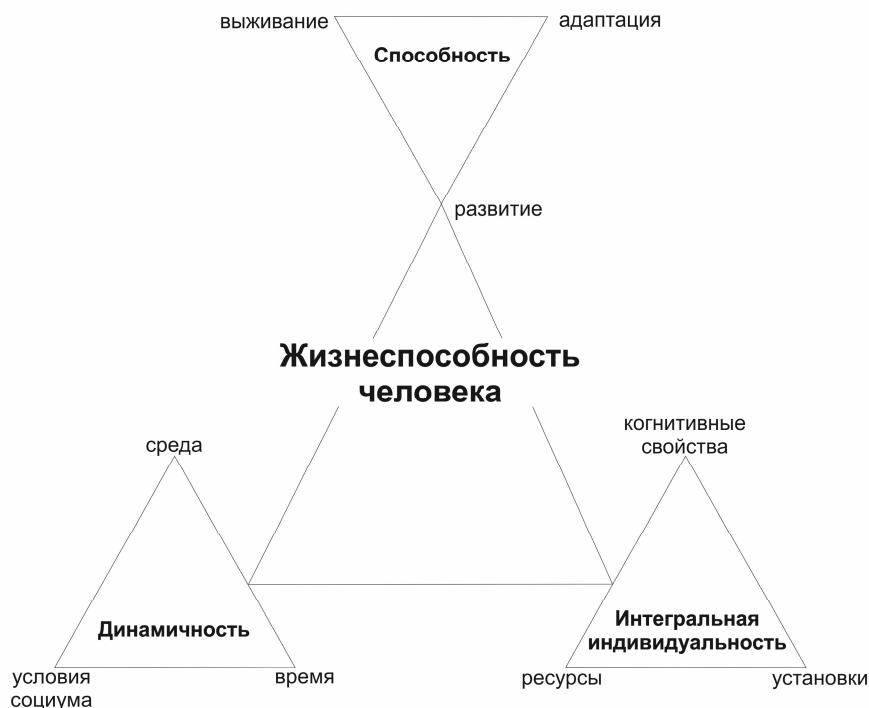 выживание
адаптация
Способность
развитие
Жизнеспособность
человека
среда
когнитивные
свойства
Динамичность
Интегральная
индивидуальность
условия
социума
время
ресурсы
установки